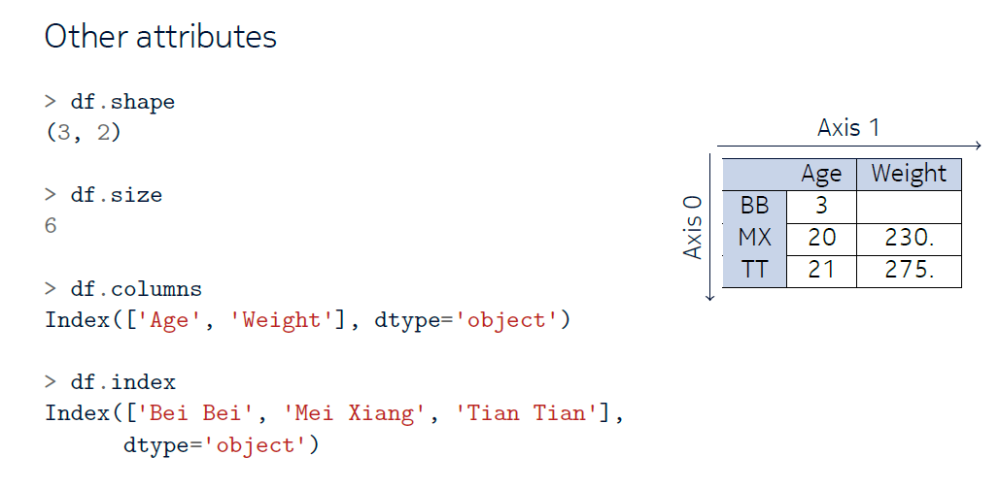 Other attributes
> df.shape
(3, 2)
> df.size
6
> df.columns
Index(['Age', 'Weight'], dtype='object')
> df.index
Index(['Bei Bei', 'Mei Xiang', 'Tian Tian'],
dtype='object')
Axis 1
Axis 0
Age Weight
BB 3
MX 20 230.
TT 21 275.